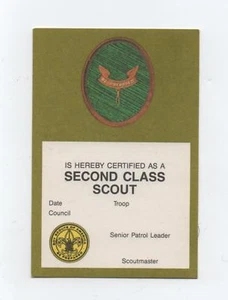 IS HEREBY CERTIFIED AS A
SECOND CLASS
SCOUT
Date Troop
Council
Senior Patrol Leader
Scoutmaster